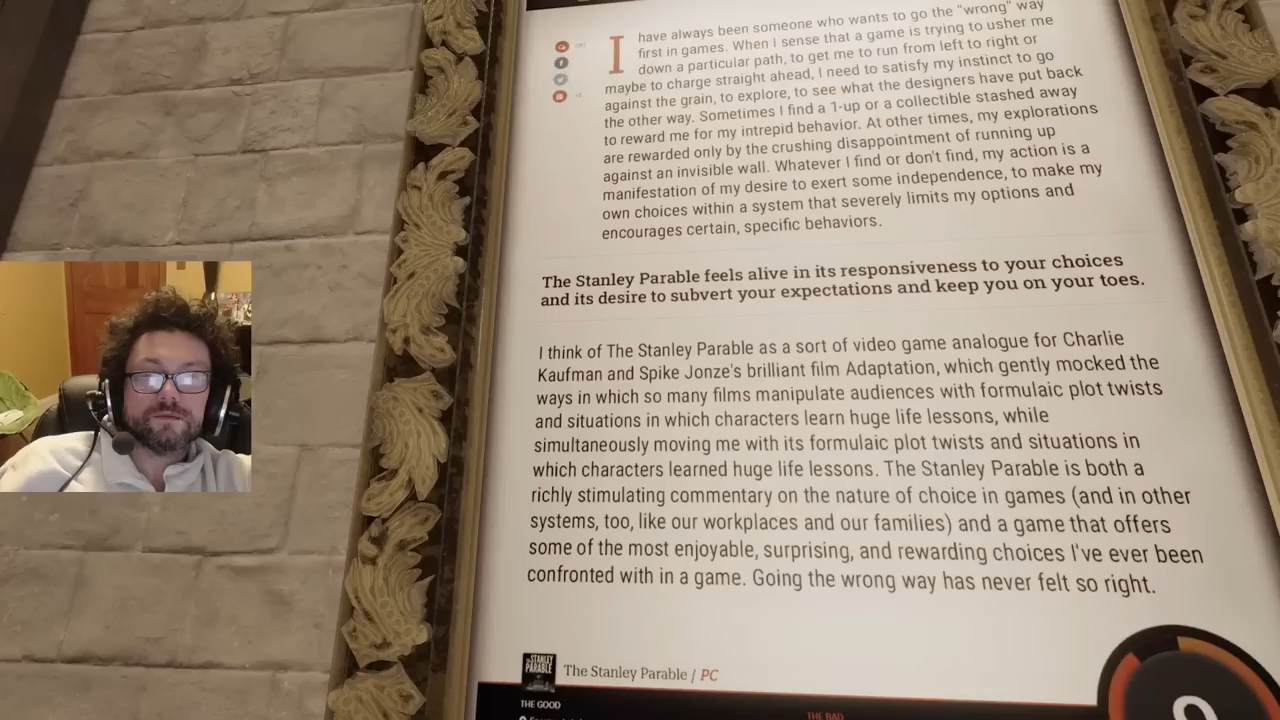 I have always been someone who wants to go the "wrong" way
first in games. When I sense that a game is trying to usher me
down a particular path, to get me to run from left to right or
maybe to charge straight ahead, I need to satisfy my instinct to go
against the grain, to explore, to see what the designers have put back
the other way. Sometimes I find a 1-up or a collectible stashed away
to reward me for my intrepid behavior. At other times, my explorations
are rewarded only by the crushing disappointment of running up
against an invisible wall. Whatever I find or don't find, my action is a
manifestation of my desire to exert some independence, to make my
own choices within a system that severely limits my options and
encourages certain, specific behaviors.
The Stanley Parable feels alive in its responsiveness to your choices
and its desire to subvert your expectations and keep you on your toes.
I think of The Stanley Parable as a sort of video game analogue for Charlie
Kaufman and Spike Jonze's brilliant film Adaptation, which gently mocked the
ways in which so many films manipulate audiences with formulaic plot twists
and situations in which characters learn huge life lessons, while
simultaneously moving me with its formulaic plot twists and situations in
which characters learned huge life lessons. The Stanley Parable is both a
richly stimulating commentary on the nature of choice in games (and in other
systems, too, like our workplaces and our families) and a game that offers
some of the most enjoyable, surprising, and rewarding choices I've ever been
confronted with in a game. Going the wrong way has never felt so right.
THE STANLEY PARABLE
The Stanley Parable / PC
THE GOOD
THE BAD